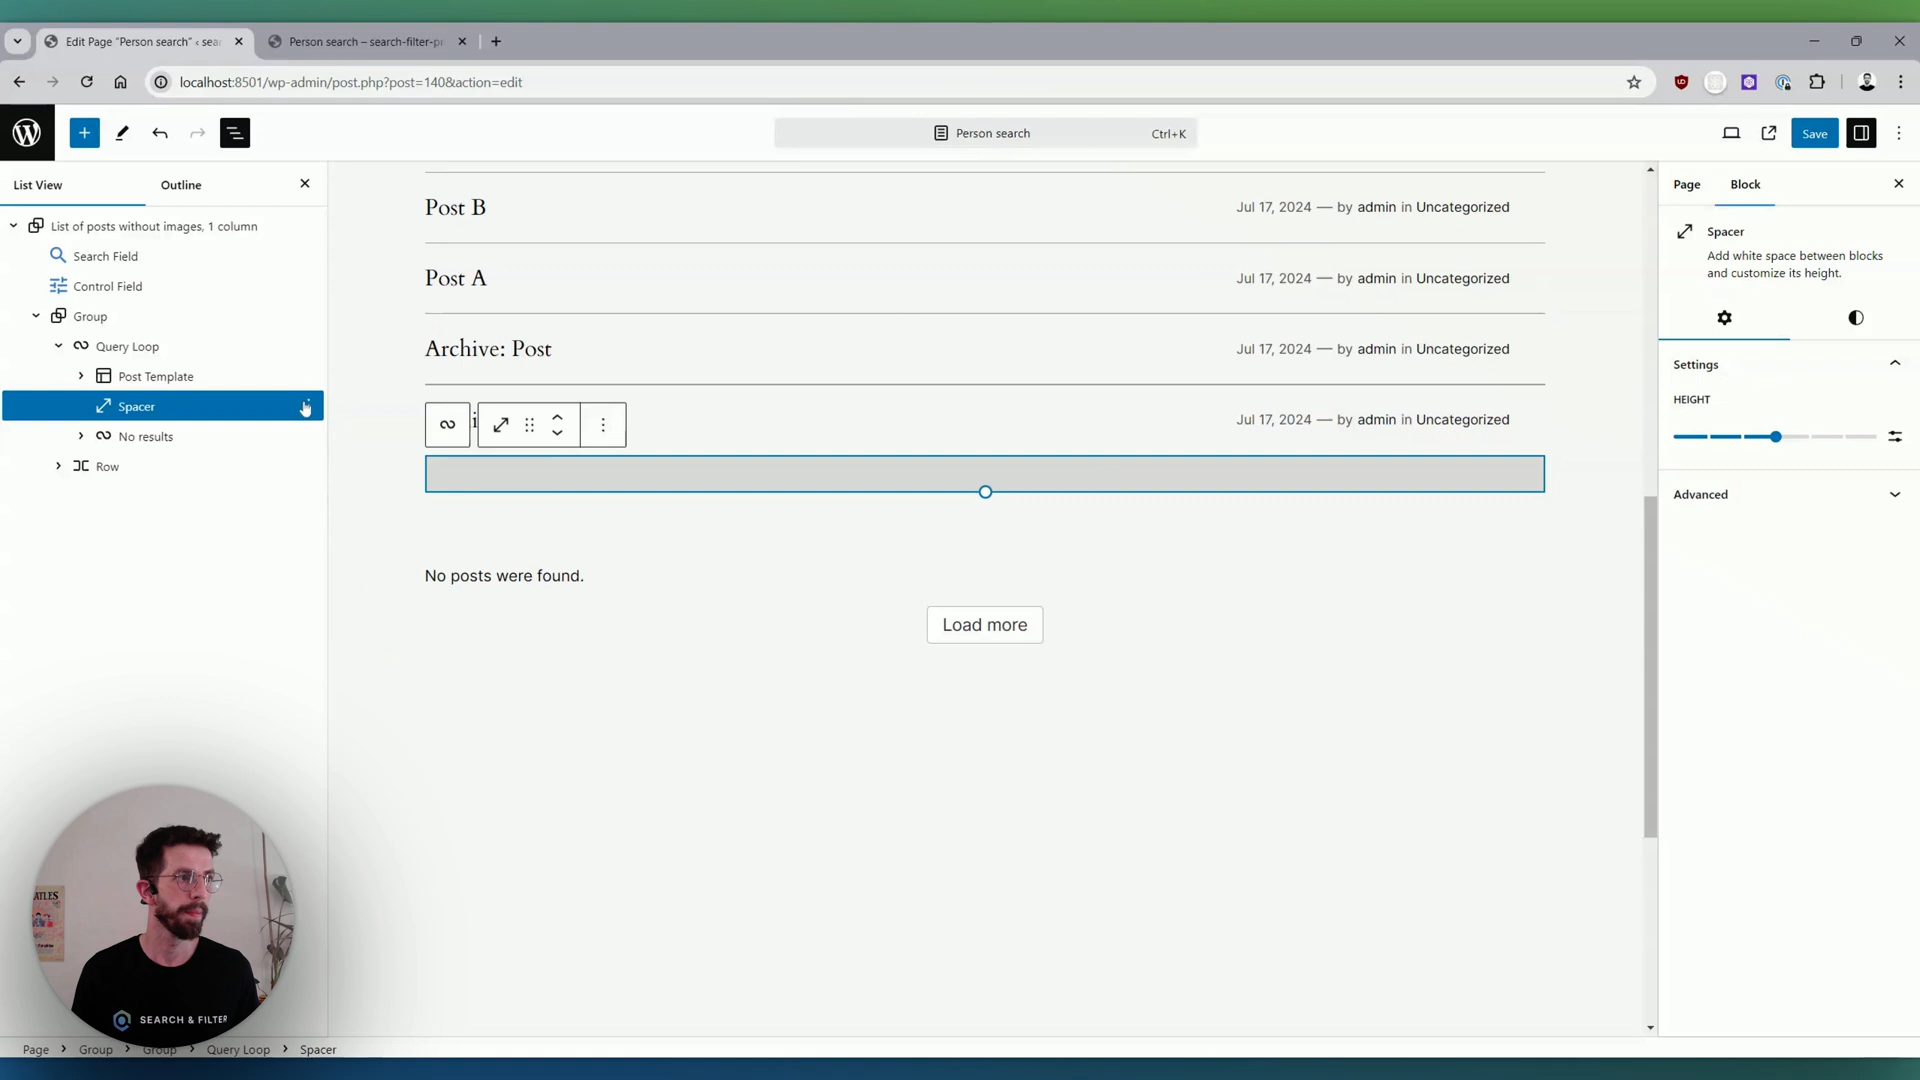 Edit Page "Person search" ‹ sea
Person search – search-filter-pr
localhost:8501/wp-admin/post.php?post=140&action=edit
Person search
Ctrl+K
Save
List View
Outline
List of posts without images, 1 column
Search Field
Control Field
Group
Query Loop
Post Template
Spacer
No results
Row
Post B
Jul 17, 2024 — by admin in Uncategorized
Post A
Jul 17, 2024 — by admin in Uncategorized
Archive: Post
Jul 17, 2024 — by admin in Uncategorized
Jul 17, 2024 — by admin in Uncategorized
No posts were found.
Load more
Page
Block
Spacer
Add white space between blocks
and customize its height.
Settings
HEIGHT
Advanced
SEARCH & FILTER
Page
Group
Group
Query Loop
Spacer